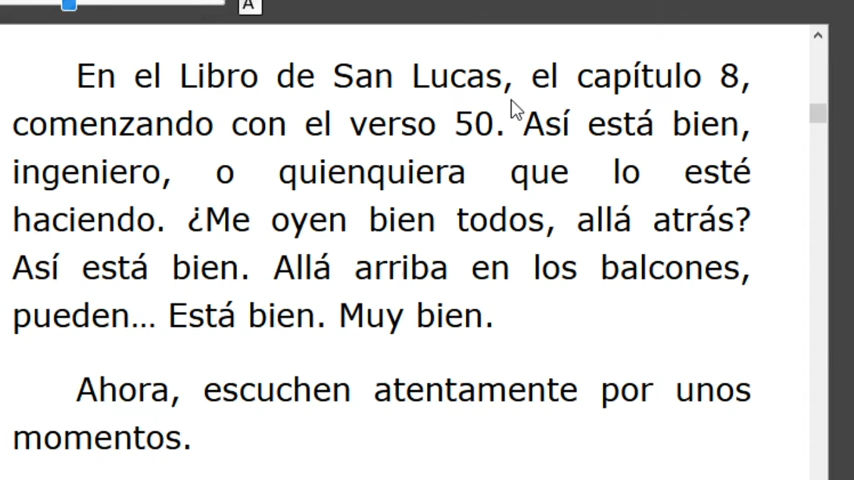 A
En el Libro de San Lucas, el capítulo 8,
comenzando con el verso 50. Así está bien,
ingeniero, o quienquiera que lo esté
haciendo. ¿Me oyen bien todos, allá atrás?
Así está bien. Allá arriba en los balcones,
pueden… Está bien. Muy bien.
Ahora, escuchen atentamente por unos
momentos.